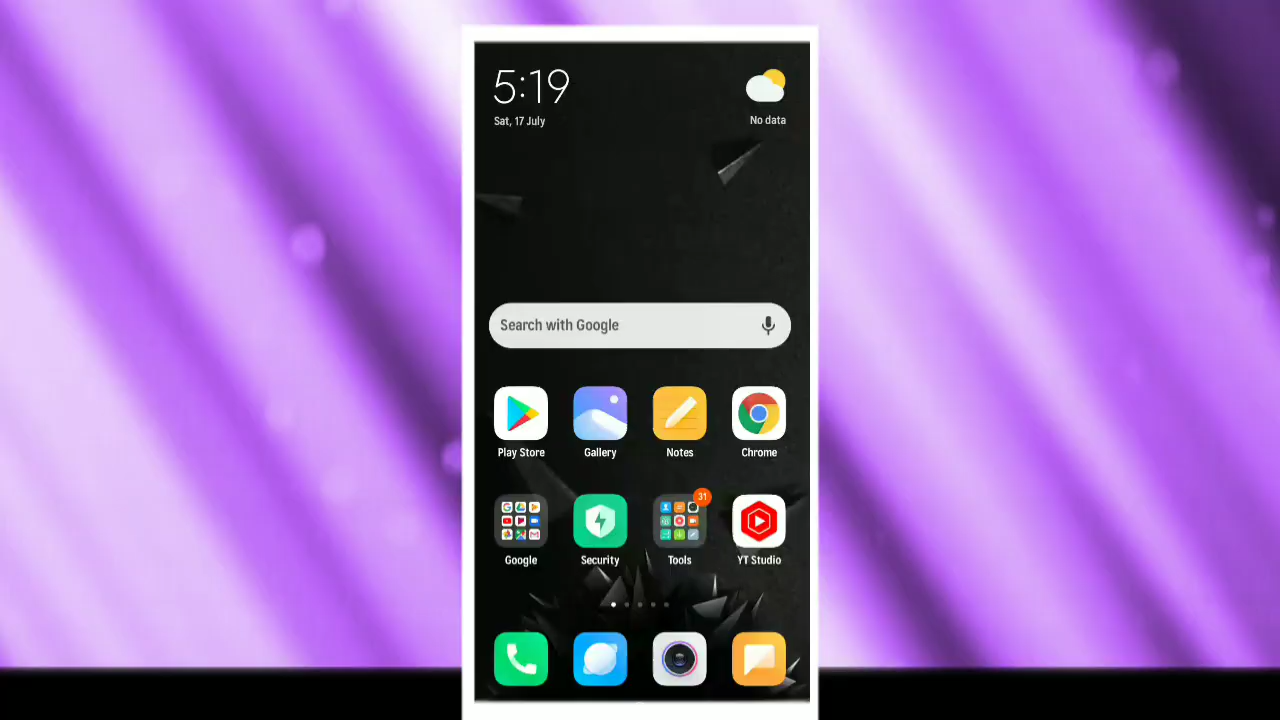 5:19
Sat, 17 July
No data
Search with Google
Play Store
Gallery
Notes
Chrome
31
Google
Security
Tools
YT Studio